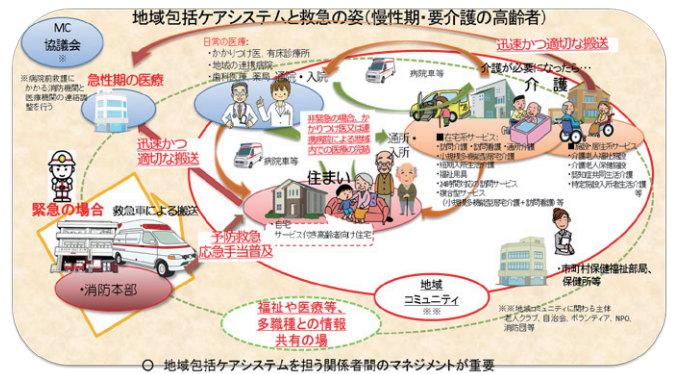 地域包括ケアシステムと救急の姿(慢性期・要介護の高齢者)
MC
協議会
※
※病院前救護に
かかる消防機関と
医療機関の連絡調
整を行う
急性期の医療
日常の医療:
・かかりつけ医、有床診療所
・地域の連携病院
・歯科医療、薬局
通院・入院
病院車等
迅速かつ適切な搬送
介護が必要になったら…
介 護
迅速かつ
適切な搬送
病院車等
非緊急の場合、か
かりつけ医又は連
携病院による地域
内での医療の完結
通所・
入所
■在宅系サービス:
・訪問介護・訪問看護・通所介護
・小規模多機能型居宅介護
・短期入所生活介護
・福祉用具
・24時間対応の訪問サービス
・複合型サービス
(小規模多機能型居宅介護+訪問看護)等
■施設・居住系サービス
・介護老人福祉施設
・介護老人保健施設
・認知症共同生活介護
・特定施設入所者生活介護
等
住まい
・自宅
・サービス付き高齢者向け住宅
緊急の場合
救急車による搬送
・消防本部
予防救急
応急手当普及
・市町村保健福祉部局、
保健所等
地域
コミュニティ
※※
福祉や医療等、
多職種との情報
共有の場
※※地域コミュニティに関わる主体
老人クラブ、自治会、ボランティア、NPO、
消防団等
○ 地域包括ケアシステムを担う関係者間のマネジメントが重要